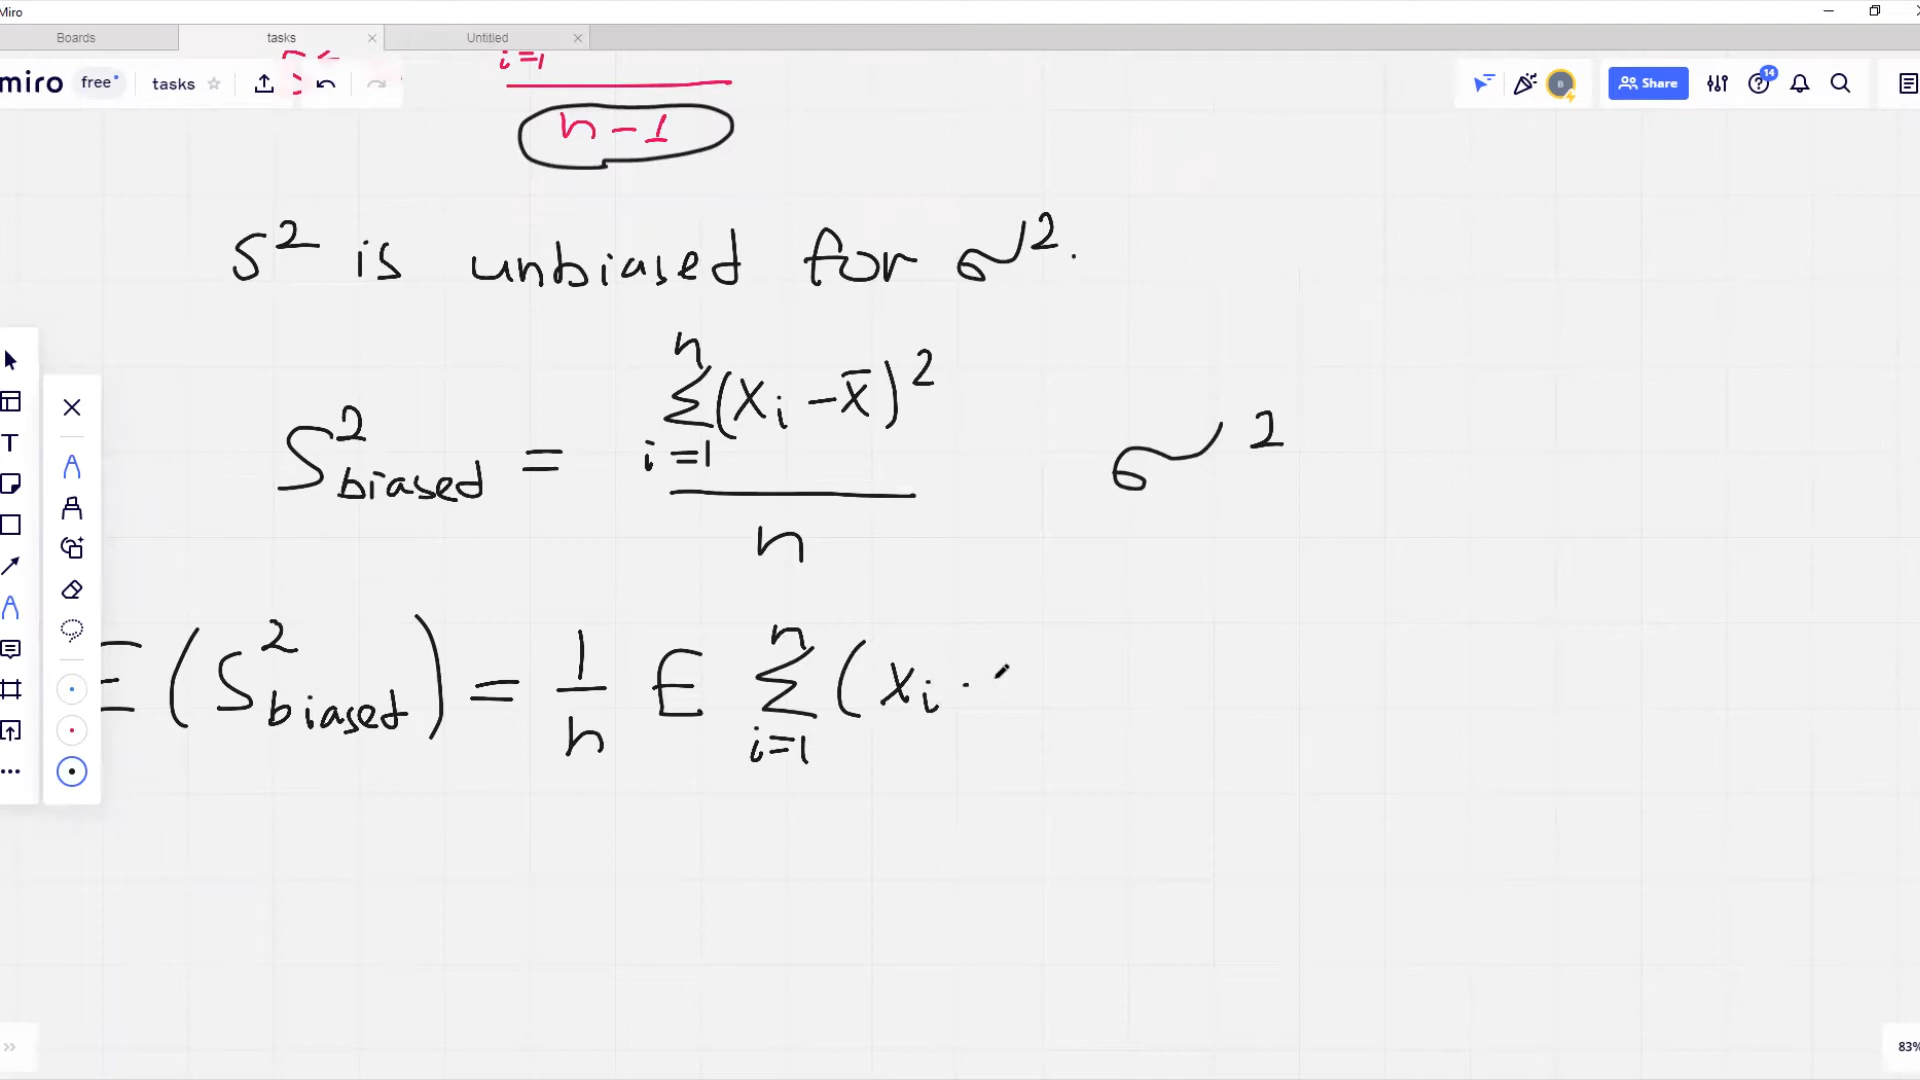 Miro
Boards tasks Untitled
miro free tasks Share 14
i=1
n-1
S² is unbiased for σ².
n
S²biased = Σ(Xi - x̄)² σ²
i=1
n
E(S²biased) = 1/n E Σ(xi -
n
i=1
83%